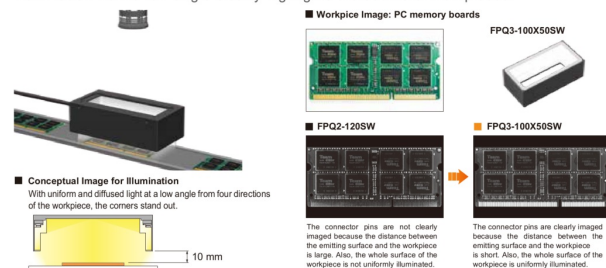 ■ Workpice Image: PC memory boards
FPQ3-100X50SW
■ FPQ2-120SW
■ FPQ3-100X50SW
■ Conceptual Image for Illumination
With uniform and diffused light at a low angle from four directions
of the workpiece, the corners stand out.
10 mm
The connector pins are not clearly
imaged because the distance between
the emitting surface and the workpiece
is large. Also, the whole surface of the
workpiece is not uniformly illuminated.
The connector pins are clearly imaged
because the distance between the
emitting surface and the workpiece
is short. Also, the whole surface of the
workpiece is uniformly illuminated.